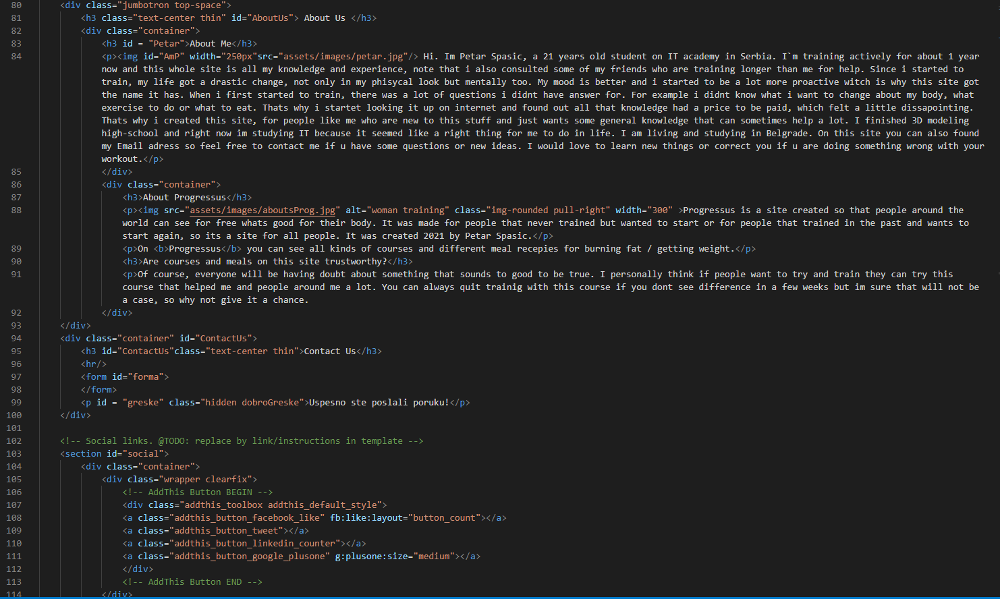 80 <div class="jumbotron top-space">
81 <h3 class="text-center thin" id="AboutUs"> About Us </h3>
82 <div class="container">
83 <h3 id = "Petar">About Me</h3>
84 <p><img id="AmP" width="250px"src="assets/images/petar.jpg"/> Hi. Im Petar Spasic, a 21 years old student on IT academy in Serbia. I`m training actively for about 1 year
now and this whole site is all my knowledge and experience, note that i also consulted some of my friends who are training longer than me for help. Since i started to
train, my life got a drastic change, not only in my phisycal look but mentally too. My mood is better and i started to be a lot more proactive witch is why this site got
the name it has. When i first started to train, there was a lot of questions i didnt have answer for. For example i didnt know what i want to change about my body, what
exercise to do or what to eat. Thats why i startet looking it up on internet and found out all that knowledge had a price to be paid, which felt a little dissapointing.
Thats why i created this site, for people like me who are new to this stuff and just wants some general knowledge that can sometimes help a lot. I finished 3D modeling
high-school and right now im studying IT because it seemed like a right thing for me to do in life. I am living and studying in Belgrade. On this site you can also found
my Email adress so feel free to contact me if u have some questions or new ideas. I would love to learn new things or correct you if u are doing something wrong with your
workout.</p>
85 </div>
86 <div class="container">
87 <h3>About Progressus</h3>
88 <p><img src="assets/images/aboutsProg.jpg" alt="woman training" class="img-rounded pull-right" width="300" >Progressus is a site created so that people around the
world can see for free whats good for their body. It was made for people that never trained but wanted to start or for people that trained in the past and wants to
start again, so its a site for all people. It was created 2021 by Petar Spasic.</p>
89 <p>On <b>Progressus</b> you can see all kinds of courses and different meal recepies for burning fat / getting weight.</p>
90 <h3>Are courses and meals on this site trustworthy?</h3>
91 <p>Of course, everyone will be having doubt about something that sounds to good to be true. I personally think if people want to try and train they can try this
course that helped me and people around me a lot. You can always quit trainig with this course if you dont see difference in a few weeks but im sure that will not be
a case, so why not give it a chance.
92 </div>
93 </div>
94 <div class="container" id="ContactUs">
95 <h3 id="ContactUs"class="text-center thin">Contact Us</h3>
96 <hr/>
97 <form id="forma">
98 </form>
99 <p id = "greske" class="hidden dobroGreske">Uspesno ste poslali poruku!</p>
100 </div>
101
102 <!-- Social links. @TODO: replace by link/instructions in template -->
103 <section id="social">
104 <div class="container">
105 <div class="wrapper clearfix">
106 <!-- AddThis Button BEGIN -->
107 <div class="addthis_toolbox addthis_default_style">
108 <a class="addthis_button_facebook_like" fb:like:layout="button_count"></a>
109 <a class="addthis_button_tweet"></a>
110 <a class="addthis_button_linkedin_counter"></a>
111 <a class="addthis_button_google_plusone" g:plusone:size="medium"></a>
112 </div>
113 <!-- AddThis Button END -->
114 </div>